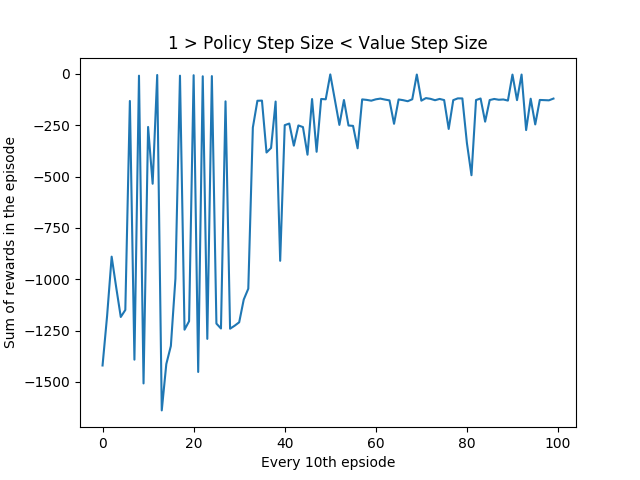 1 > Policy Step Size < Value Step Size
0
−250
−500
−750
−1000
−1250
−1500
Sum of rewards in the episode
0 20 40 60 80 100
Every 10th epsiode